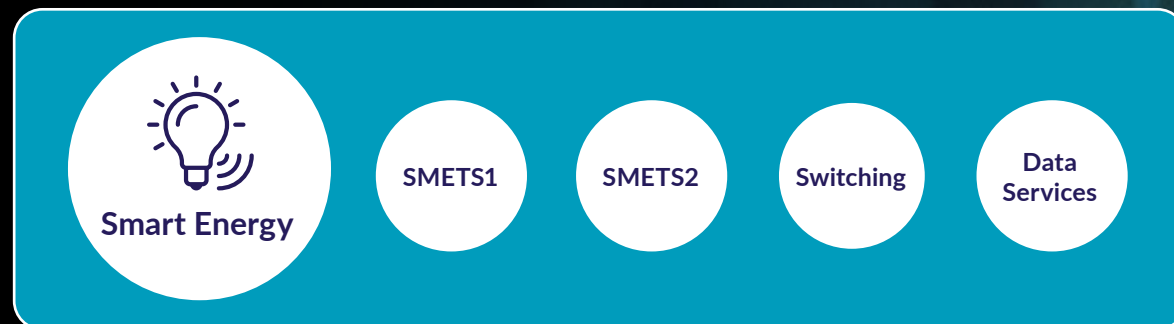 Smart Energy
SMETS1
SMETS2
Switching
Data
Services